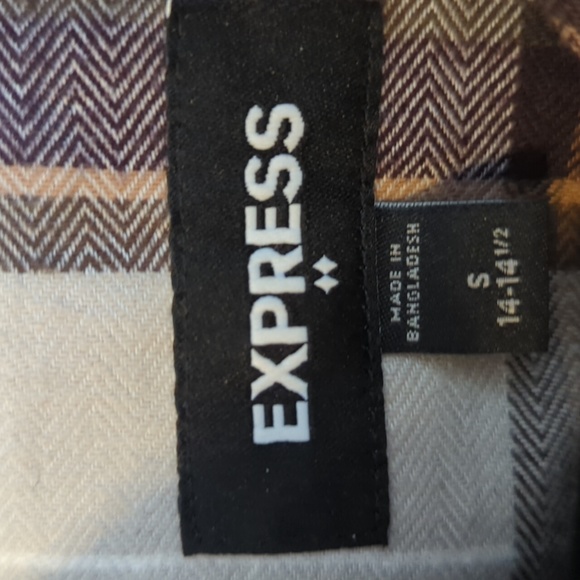 EXPRESS
MADE IN
BANGLADESH
S
14-14 1/2